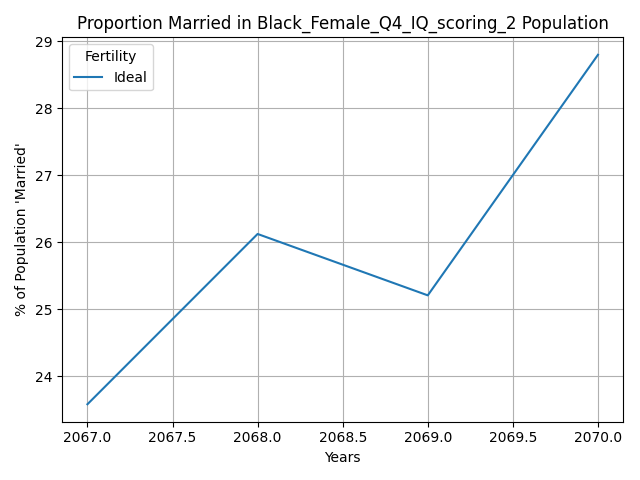 Proportion Married in Black_Female_Q4_IQ_scoring_2 Population
29
28
27
26
25
24
% of Population 'Married'
Fertility
Ideal
2067.0 2067.5 2068.0 2068.5 2069.0 2069.5 2070.0
Years